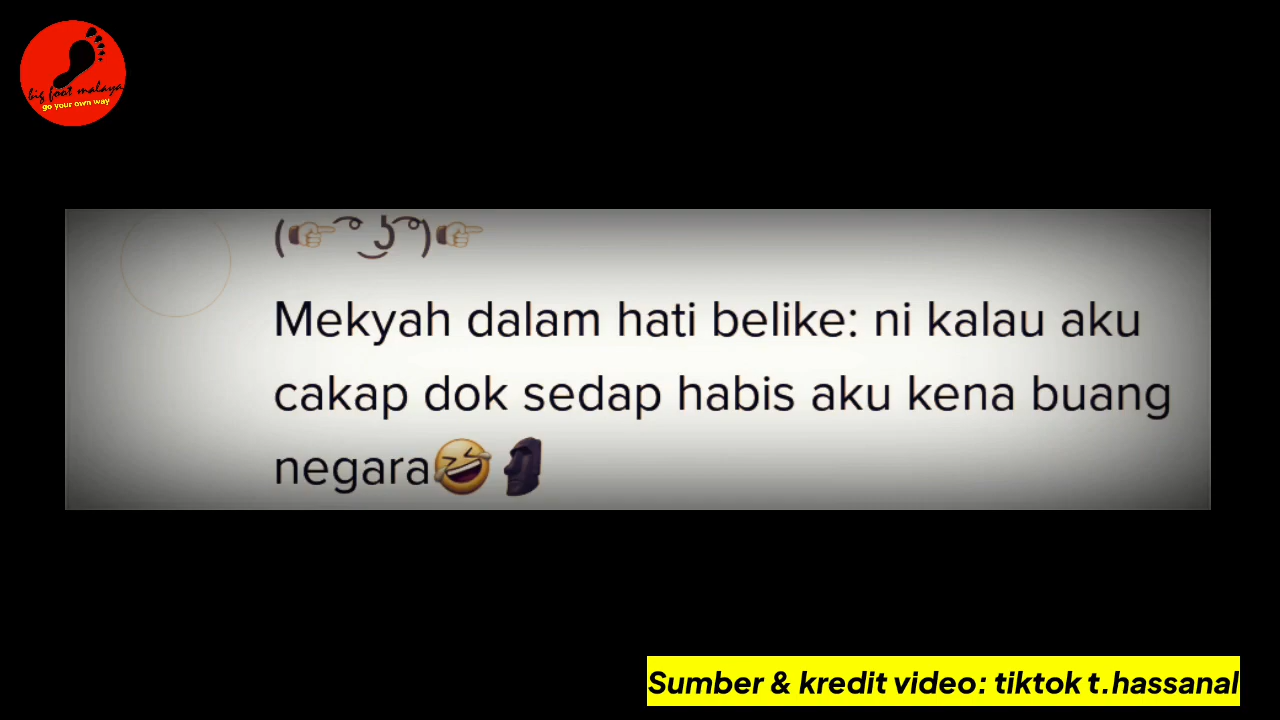 big foot malaya
go your own way
(👉 ͡° ͜ʖ ͡°)👉
Mekyah dalam hati belike: ni kalau aku
cakap dok sedap habis aku kena buang
negara🤣🗿
Sumber & kredit video: tiktok t.hassanal